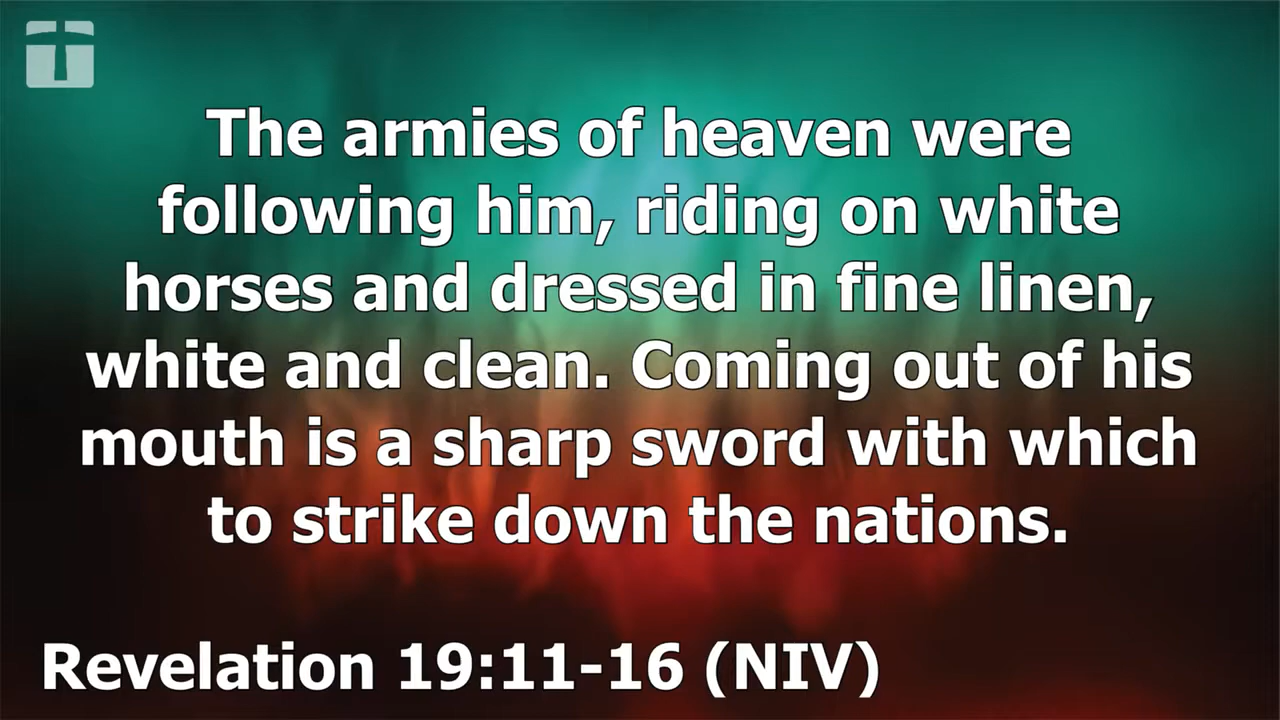 The armies of heaven were
following him, riding on white
horses and dressed in fine linen,
white and clean. Coming out of his
mouth is a sharp sword with which
to strike down the nations.
Revelation 19:11-16 (NIV)